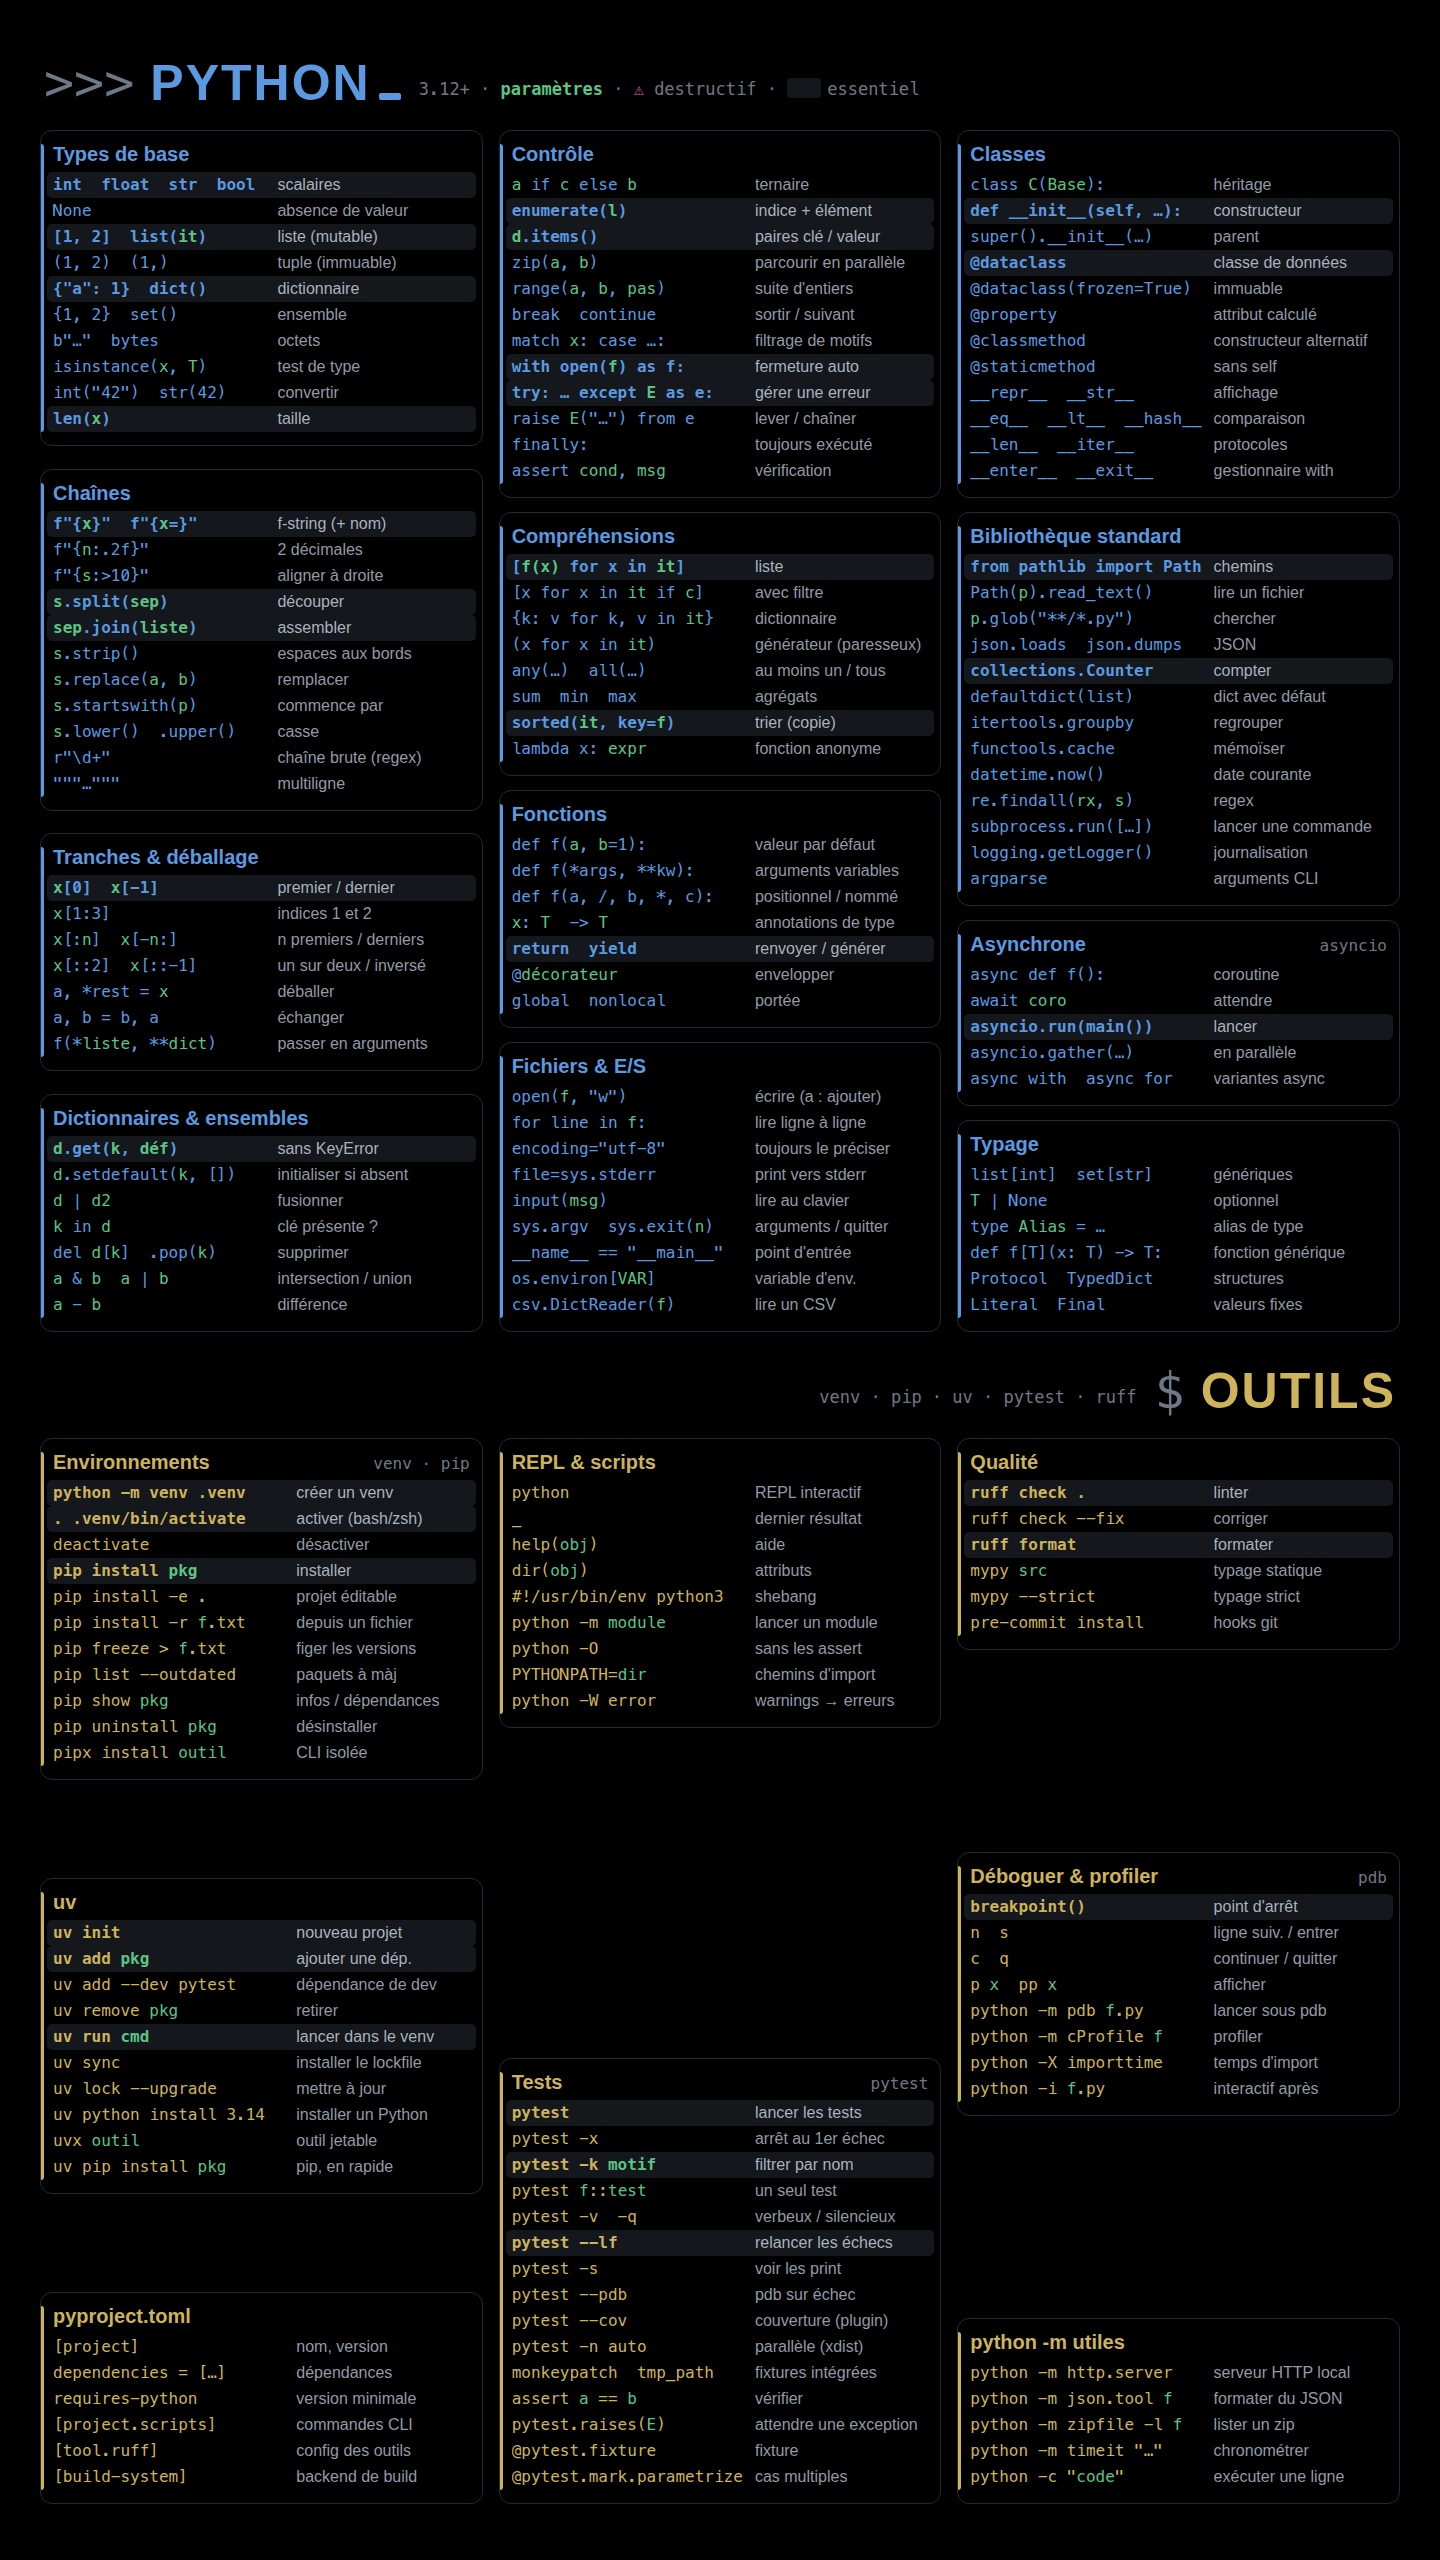 >>> PYTHON_ 3.12+ · paramètres · ⚠ destructif · essentiel
Types de base
int  float  str  bool  scalaires
None  absence de valeur
[1, 2]  list(it)  liste (mutable)
(1, 2)  (1,)  tuple (immuable)
{"a": 1}  dict()  dictionnaire
{1, 2}  set()  ensemble
b"…"  bytes  octets
isinstance(x, T)  test de type
int("42")  str(42)  convertir
len(x)  taille
Chaînes
f"{x}"  f"{x=}"  f-string (+ nom)
f"{n:.2f}"  2 décimales
f"{s:>10}"  aligner à droite
s.split(sep)  découper
sep.join(liste)  assembler
s.strip()  espaces aux bords
s.replace(a, b)  remplacer
s.startswith(p)  commence par
s.lower()  .upper()  casse
r"\d+"  chaîne brute (regex)
"""…"""  multiligne
Tranches & déballage
x[0]  x[−1]  premier / dernier
x[1:3]  indices 1 et 2
x[:n]  x[−n:]  n premiers / derniers
x[::2]  x[::−1]  un sur deux / inversé
a, *rest = x  déballer
a, b = b, a  échanger
f(*liste, **dict)  passer en arguments
Dictionnaires & ensembles
d.get(k, déf)  sans KeyError
d.setdefault(k, [])  initialiser si absent
d | d2  fusionner
k in d  clé présente ?
del d[k]  .pop(k)  supprimer
a & b  a | b  intersection / union
a − b  différence
Contrôle
a if c else b  ternaire
enumerate(l)  indice + élément
d.items()  paires clé / valeur
zip(a, b)  parcourir en parallèle
range(a, b, pas)  suite d'entiers
break  continue  sortir / suivant
match x: case …:  filtrage de motifs
with open(f) as f:  fermeture auto
try: … except E as e:  gérer une erreur
raise E("…") from e  lever / chaîner
finally:  toujours exécuté
assert cond, msg  vérification
Compréhensions
[f(x) for x in it]  liste
[x for x in it if c]  avec filtre
{k: v for k, v in it}  dictionnaire
(x for x in it)  générateur (paresseux)
any(…)  all(…)  au moins un / tous
sum  min  max  agrégats
sorted(it, key=f)  trier (copie)
lambda x: expr  fonction anonyme
Fonctions
def f(a, b=1):  valeur par défaut
def f(*args, **kw):  arguments variables
def f(a, /, b, *, c):  positionnel / nommé
x: T  −> T  annotations de type
return  yield  renvoyer / générer
@décorateur  envelopper
global  nonlocal  portée
Fichiers & E/S
open(f, "w")  écrire (a : ajouter)
for line in f:  lire ligne à ligne
encoding="utf−8"  toujours le préciser
file=sys.stderr  print vers stderr
input(msg)  lire au clavier
sys.argv  sys.exit(n)  arguments / quitter
__name__ == "__main__"  point d'entrée
os.environ[VAR]  variable d'env.
csv.DictReader(f)  lire un CSV
Classes
class C(Base):  héritage
def __init__(self, …):  constructeur
super().__init__(…)  parent
@dataclass  classe de données
@dataclass(frozen=True)  immuable
@property  attribut calculé
@classmethod  constructeur alternatif
@staticmethod  sans self
__repr__  __str__  affichage
__eq__  __lt__  __hash__  comparaison
__len__  __iter__  protocoles
__enter__  __exit__  gestionnaire with
Bibliothèque standard
from pathlib import Path  chemins
Path(p).read_text()  lire un fichier
p.glob("**/*.py")  chercher
json.loads  json.dumps  JSON
collections.Counter  compter
defaultdict(list)  dict avec défaut
itertools.groupby  regrouper
functools.cache  mémoïser
datetime.now()  date courante
re.findall(rx, s)  regex
subprocess.run([…])  lancer une commande
logging.getLogger()  journalisation
argparse  arguments CLI
Asynchrone  asyncio
async def f():  coroutine
await coro  attendre
asyncio.run(main())  lancer
asyncio.gather(…)  en parallèle
async with  async for  variantes async
Typage
list[int]  set[str]  génériques
T | None  optionnel
type Alias = …  alias de type
def f[T](x: T) −> T:  fonction générique
Protocol  TypedDict  structures
Literal  Final  valeurs fixes
venv · pip · uv · pytest · ruff $ OUTILS
Environnements  venv · pip
python −m venv .venv  créer un venv
. .venv/bin/activate  activer (bash/zsh)
deactivate  désactiver
pip install pkg  installer
pip install −e .  projet éditable
pip install −r f.txt  depuis un fichier
pip freeze > f.txt  figer les versions
pip list −−outdated  paquets à màj
pip show pkg  infos / dépendances
pip uninstall pkg  désinstaller
pipx install outil  CLI isolée
uv
uv init  nouveau projet
uv add pkg  ajouter une dép.
uv add −−dev pytest  dépendance de dev
uv remove pkg  retirer
uv run cmd  lancer dans le venv
uv sync  installer le lockfile
uv lock −−upgrade  mettre à jour
uv python install 3.14  installer un Python
uvx outil  outil jetable
uv pip install pkg  pip, en rapide
pyproject.toml
[project]  nom, version
dependencies = […]  dépendances
requires−python  version minimale
[project.scripts]  commandes CLI
[tool.ruff]  config des outils
[build−system]  backend de build
REPL & scripts
python  REPL interactif
_  dernier résultat
help(obj)  aide
dir(obj)  attributs
#!/usr/bin/env python3  shebang
python −m module  lancer un module
python −O  sans les assert
PYTHONPATH=dir  chemins d'import
python −W error  warnings → erreurs
Tests  pytest
pytest  lancer les tests
pytest −x  arrêt au 1er échec
pytest −k motif  filtrer par nom
pytest f::test  un seul test
pytest −v  −q  verbeux / silencieux
pytest −−lf  relancer les échecs
pytest −s  voir les print
pytest −−pdb  pdb sur échec
pytest −−cov  couverture (plugin)
pytest −n auto  parallèle (xdist)
monkeypatch  tmp_path  fixtures intégrées
assert a == b  vérifier
pytest.raises(E)  attendre une exception
@pytest.fixture  fixture
@pytest.mark.parametrize  cas multiples
Qualité
ruff check .  linter
ruff check −−fix  corriger
ruff format  formater
mypy src  typage statique
mypy −−strict  typage strict
pre−commit install  hooks git
Déboguer & profiler  pdb
breakpoint()  point d'arrêt
n  s  ligne suiv. / entrer
c  q  continuer / quitter
p x  pp x  afficher
python −m pdb f.py  lancer sous pdb
python −m cProfile f  profiler
python −X importtime  temps d'import
python −i f.py  interactif après
python -m utiles
python −m http.server  serveur HTTP local
python −m json.tool f  formater du JSON
python −m zipfile −l f  lister un zip
python −m timeit "…"  chronométrer
python −c "code"  exécuter une ligne